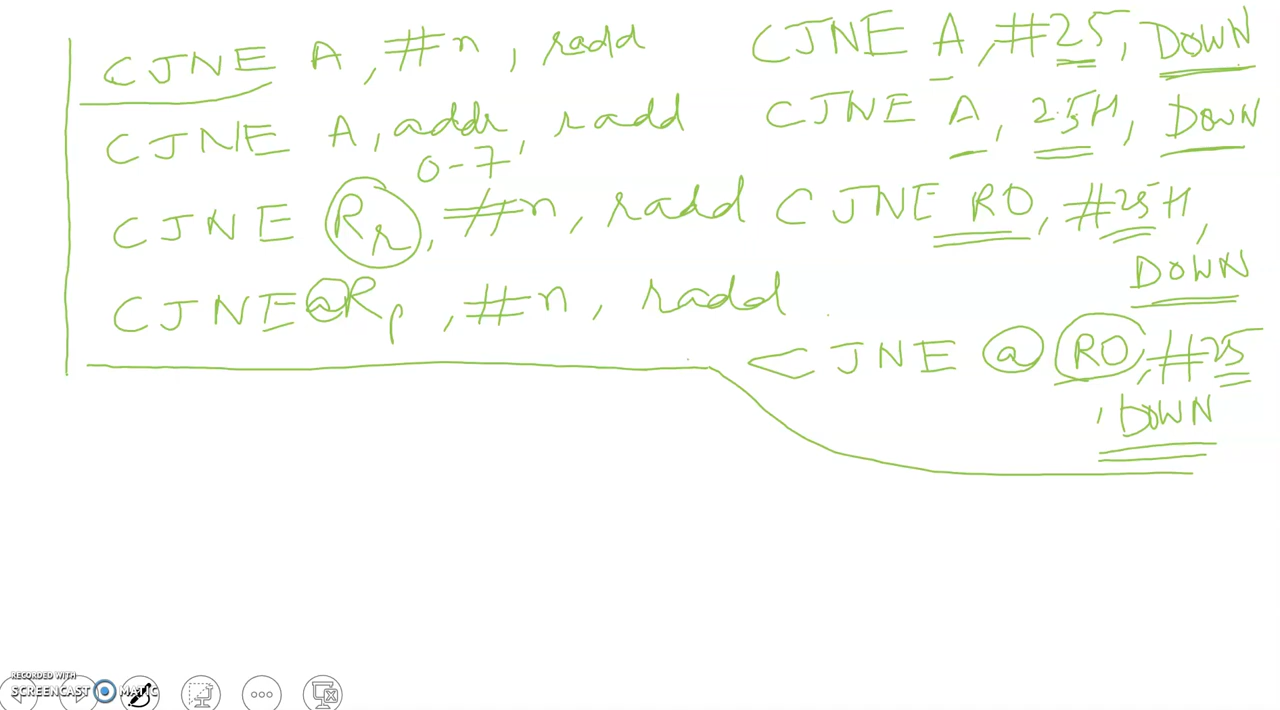 CJNE A, #n, radd CJNE A, #25, DOWN
CJNE A, addr, radd CJNE A, 25H, DOWN
0-7
CJNE Rr, #n, radd CJNE R0, #25H,
DOWN
CJNE @Rp, #n, radd
CJNE @ R0, #25
, DOWN
RECORDED WITH
SCREENCAST MATIC